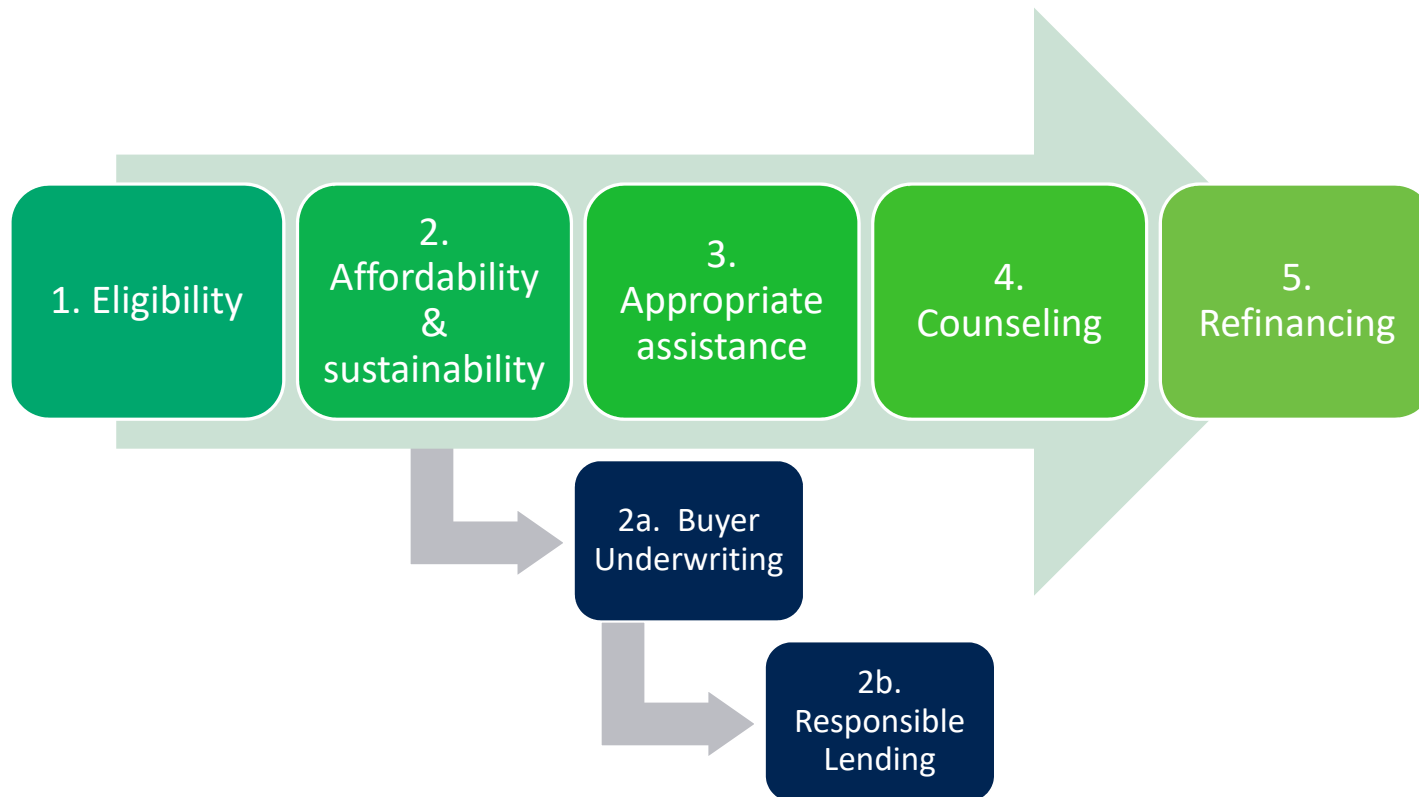 1. Eligibility
2.
Affordability
&
sustainability
3.
Appropriate
assistance
4.
Counseling
5.
Refinancing
2a.  Buyer
Underwriting
2b.
Responsible
Lending